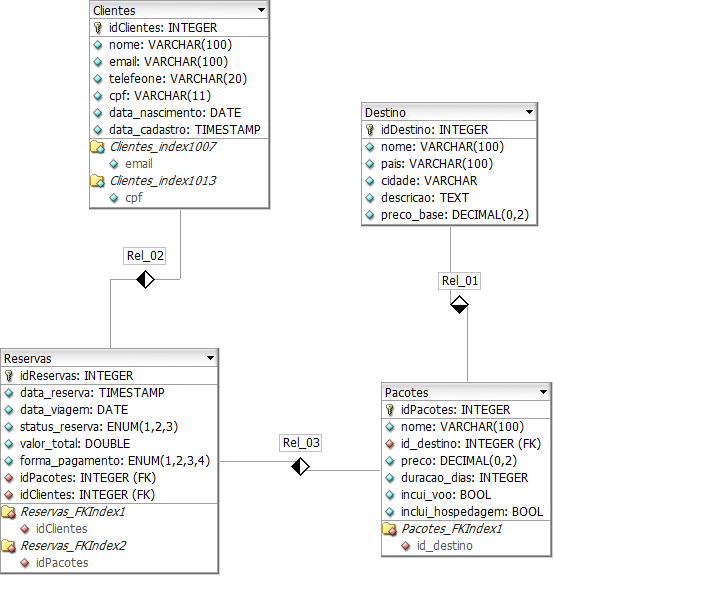 Clientes
idClientes: INTEGER
nome: VARCHAR(100)
email: VARCHAR(100)
telefeone: VARCHAR(20)
cpf: VARCHAR(11)
data_nascimento: DATE
data_cadastro: TIMESTAMP
Clientes_index1007
email
Clientes_index1013
cpf
Destino
idDestino: INTEGER
nome: VARCHAR(100)
pais: VARCHAR(100)
cidade: VARCHAR
descricao: TEXT
preco_base: DECIMAL(0,2)
Rel_02
Rel_01
Reservas
idReservas: INTEGER
data_reserva: TIMESTAMP
data_viagem: DATE
status_reserva: ENUM(1,2,3)
valor_total: DOUBLE
forma_pagamento: ENUM(1,2,3,4)
idPacotes: INTEGER (FK)
idClientes: INTEGER (FK)
Reservas_FKIndex1
idClientes
Reservas_FKIndex2
idPacotes
Rel_03
Pacotes
idPacotes: INTEGER
nome: VARCHAR(100)
id_destino: INTEGER (FK)
preco: DECIMAL(0,2)
duracao_dias: INTEGER
incui_voo: BOOL
inclui_hospedagem: BOOL
Pacotes_FKIndex1
id_destino